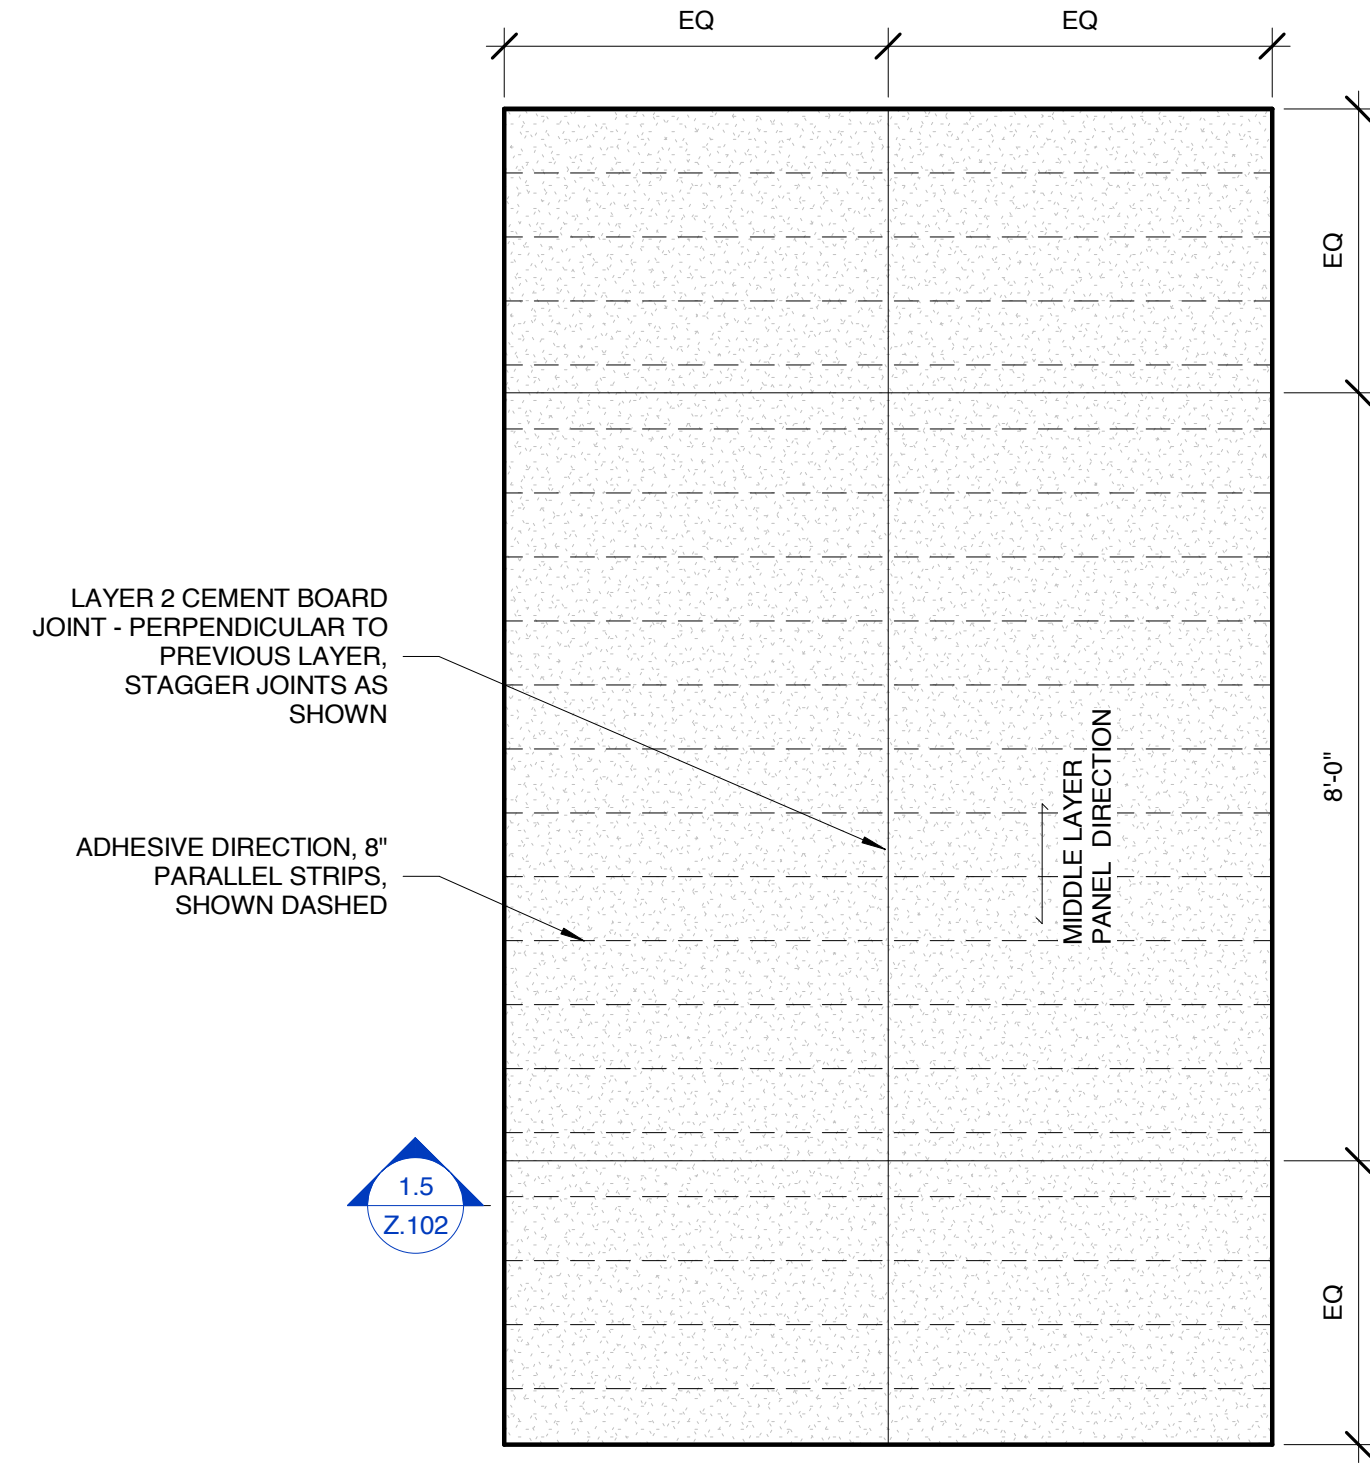 EQ
EQ
EQ
LAYER 2 CEMENT BOARD
JOINT - PERPENDICULAR TO
PREVIOUS LAYER,
STAGGER JOINTS AS
SHOWN
MIDDLE LAYER
PANEL DIRECTION
8'-0"
ADHESIVE DIRECTION, 8"
PARALLEL STRIPS,
SHOWN DASHED
1.5
Z.102
EQ